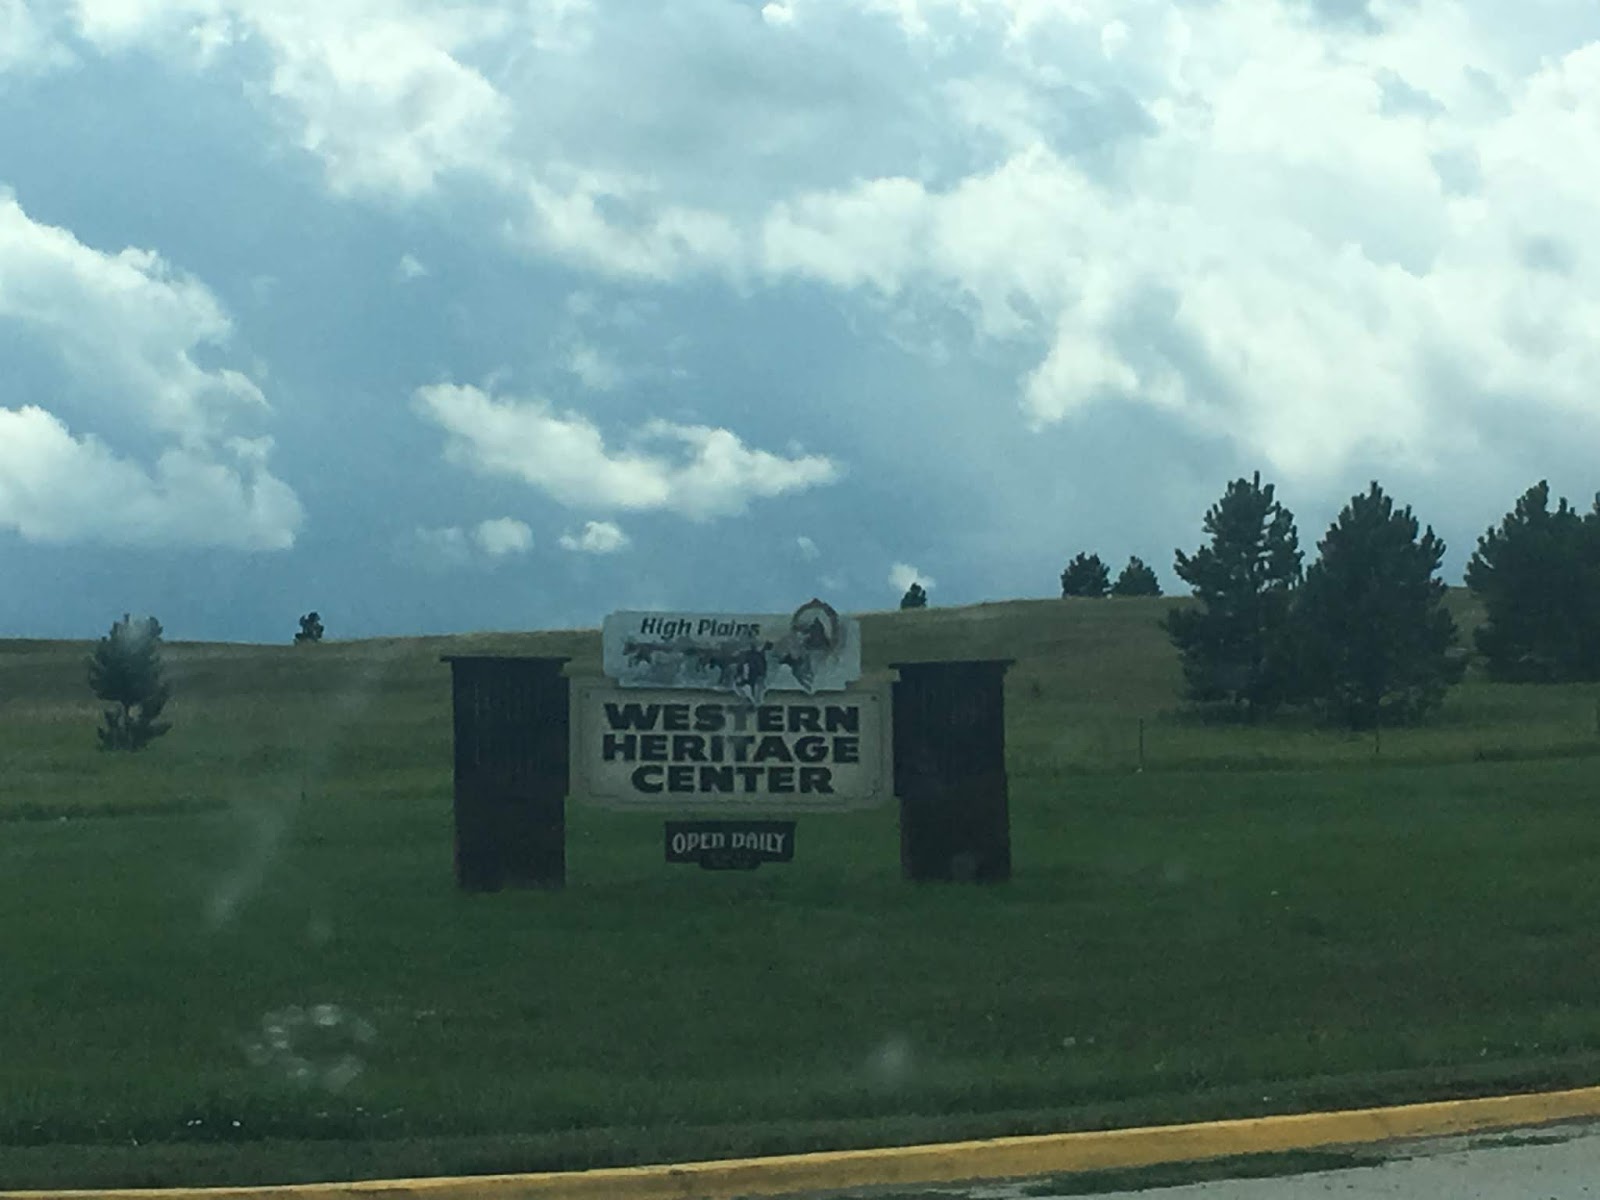 High Plains
WESTERN
HERITAGE
CENTER
OPEN DAILY